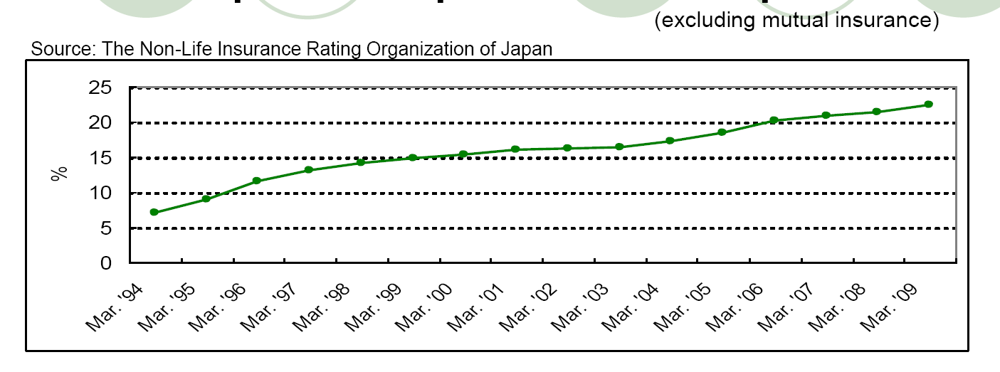 (excluding mutual insurance)
Source: The Non-Life Insurance Rating Organization of Japan
25
20
15
10
5
0
%
Mar. '94
Mar. '95
Mar. '96
Mar. '97
Mar. '98
Mar. '99
Mar. '00
Mar. '01
Mar. '02
Mar. '03
Mar. '04
Mar. '05
Mar. '06
Mar. '07
Mar. '08
Mar. '09